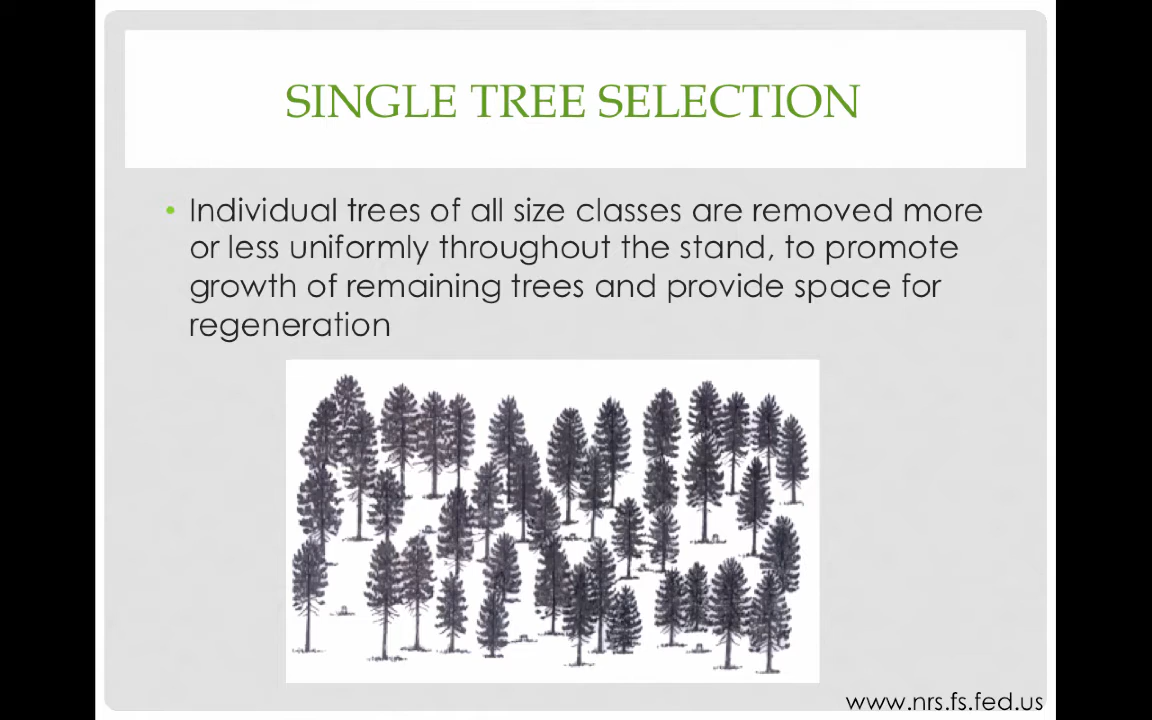 SINGLE TREE SELECTION
• Individual trees of all size classes are removed more
or less uniformly throughout the stand, to promote
growth of remaining trees and provide space for
regeneration
www.nrs.fs.fed.us